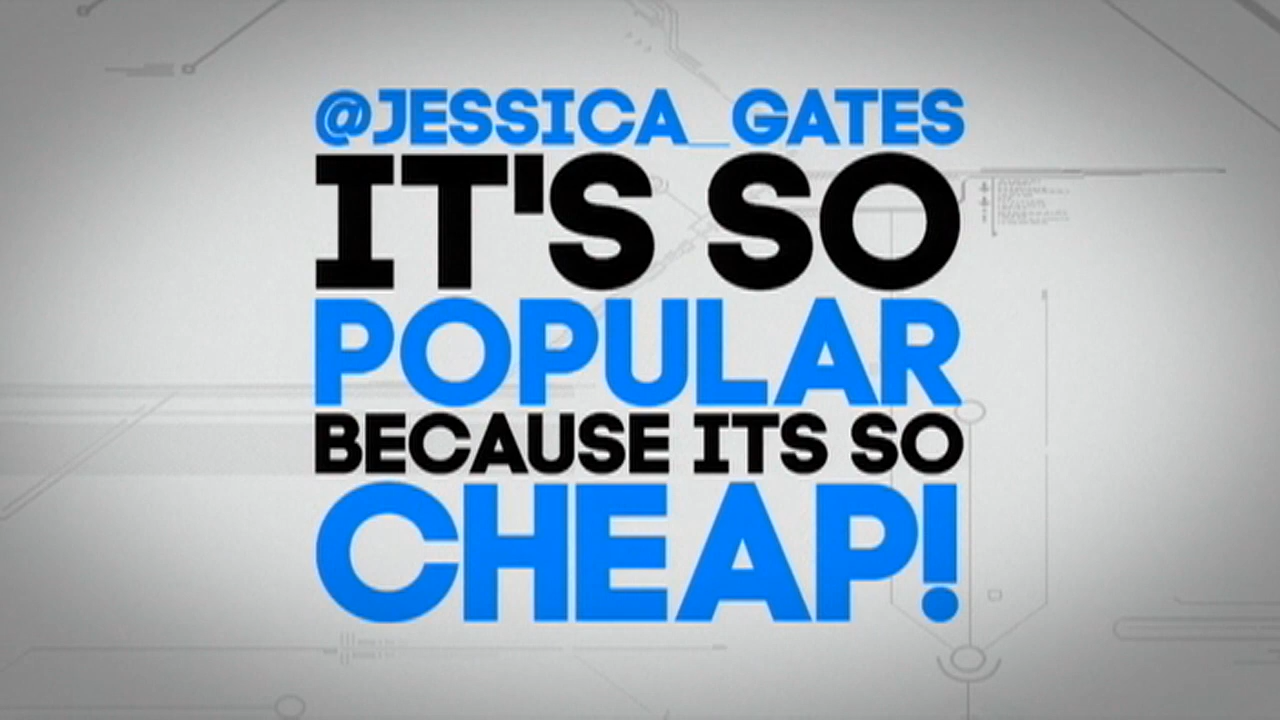 @JESSICA_GATES
IT'S SO
POPULAR
BECAUSE ITS SO
CHEAP!